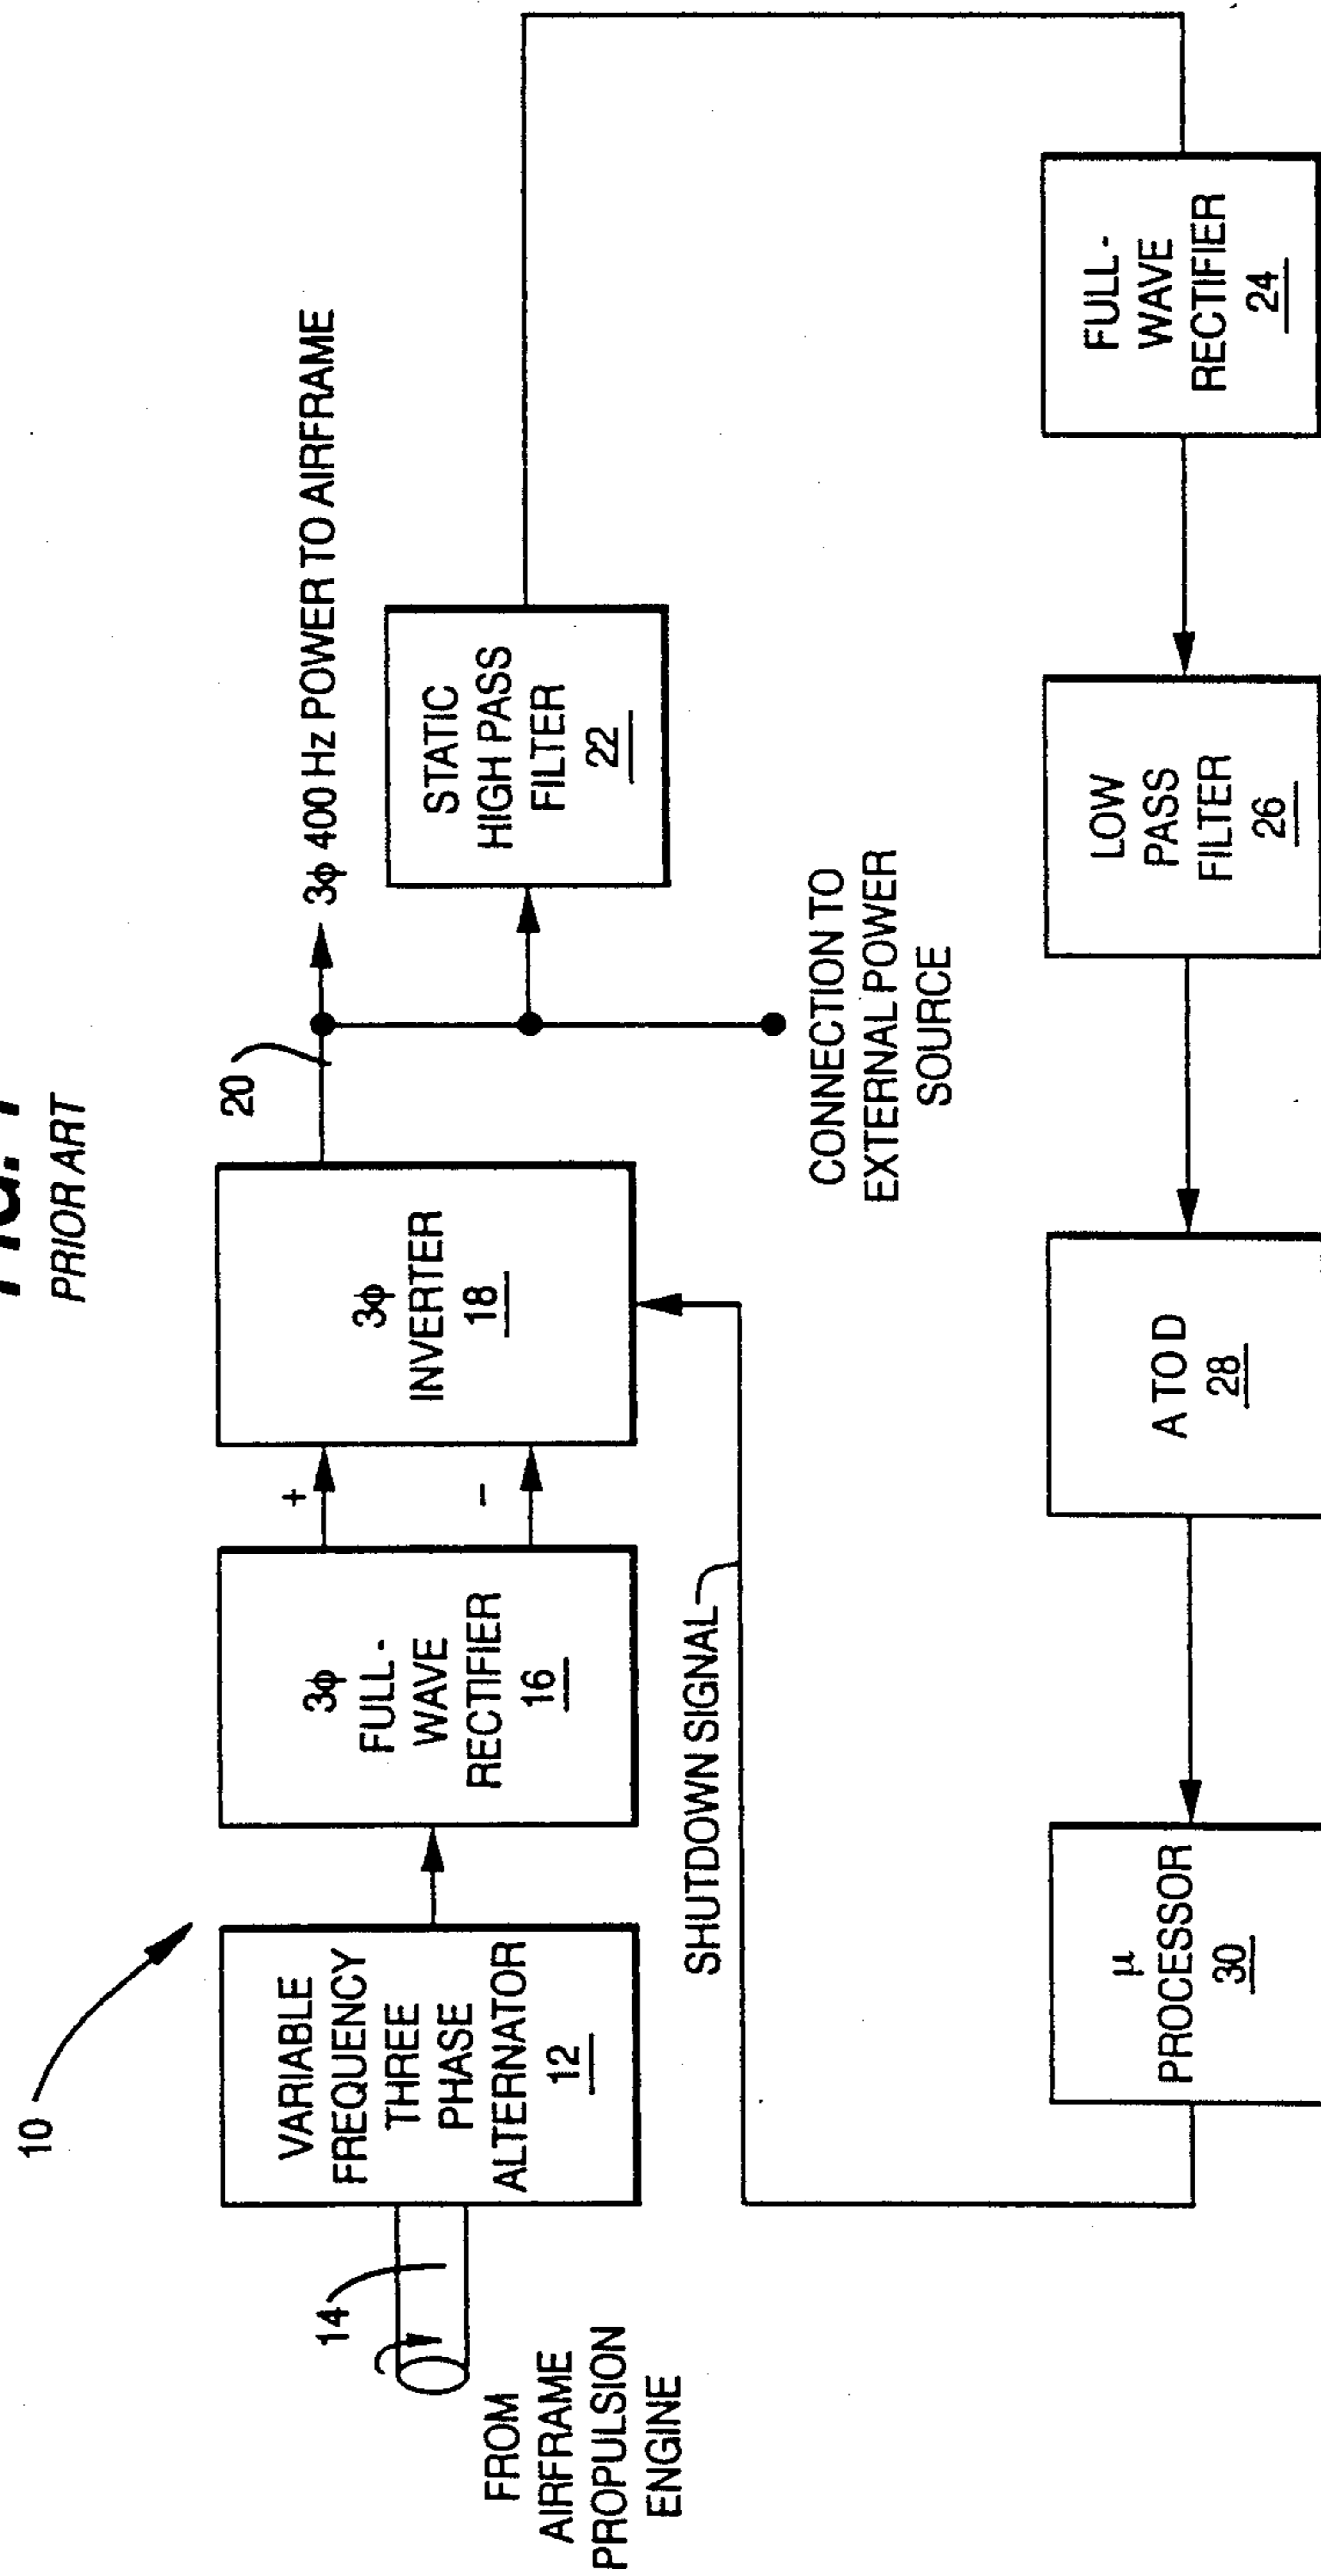 PRIOR ART
10
14
FROM
AIRFRAME
PROPULSION
ENGINE
VARIABLE
FREQUENCY
THREE
PHASE
ALTERNATOR
12
3ϕ
FULL-
WAVE
RECTIFIER
16
+
-
3ϕ
INVERTER
18
20
3ϕ 400 Hz POWER TO AIRFRAME
STATIC
HIGH PASS
FILTER
22
CONNECTION TO
EXTERNAL POWER
SOURCE
SHUTDOWN SIGNAL
μ
PROCESSOR
30
A TO D
28
LOW
PASS
FILTER
26
FULL-
WAVE
RECTIFIER
24